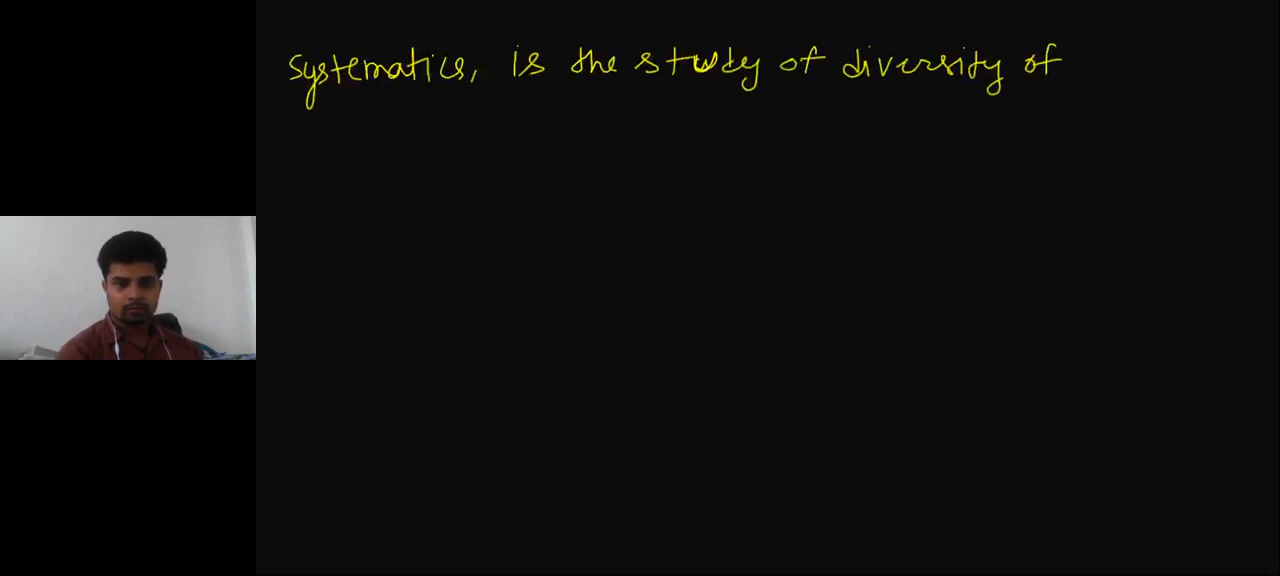 systematics, is the study of diversity of